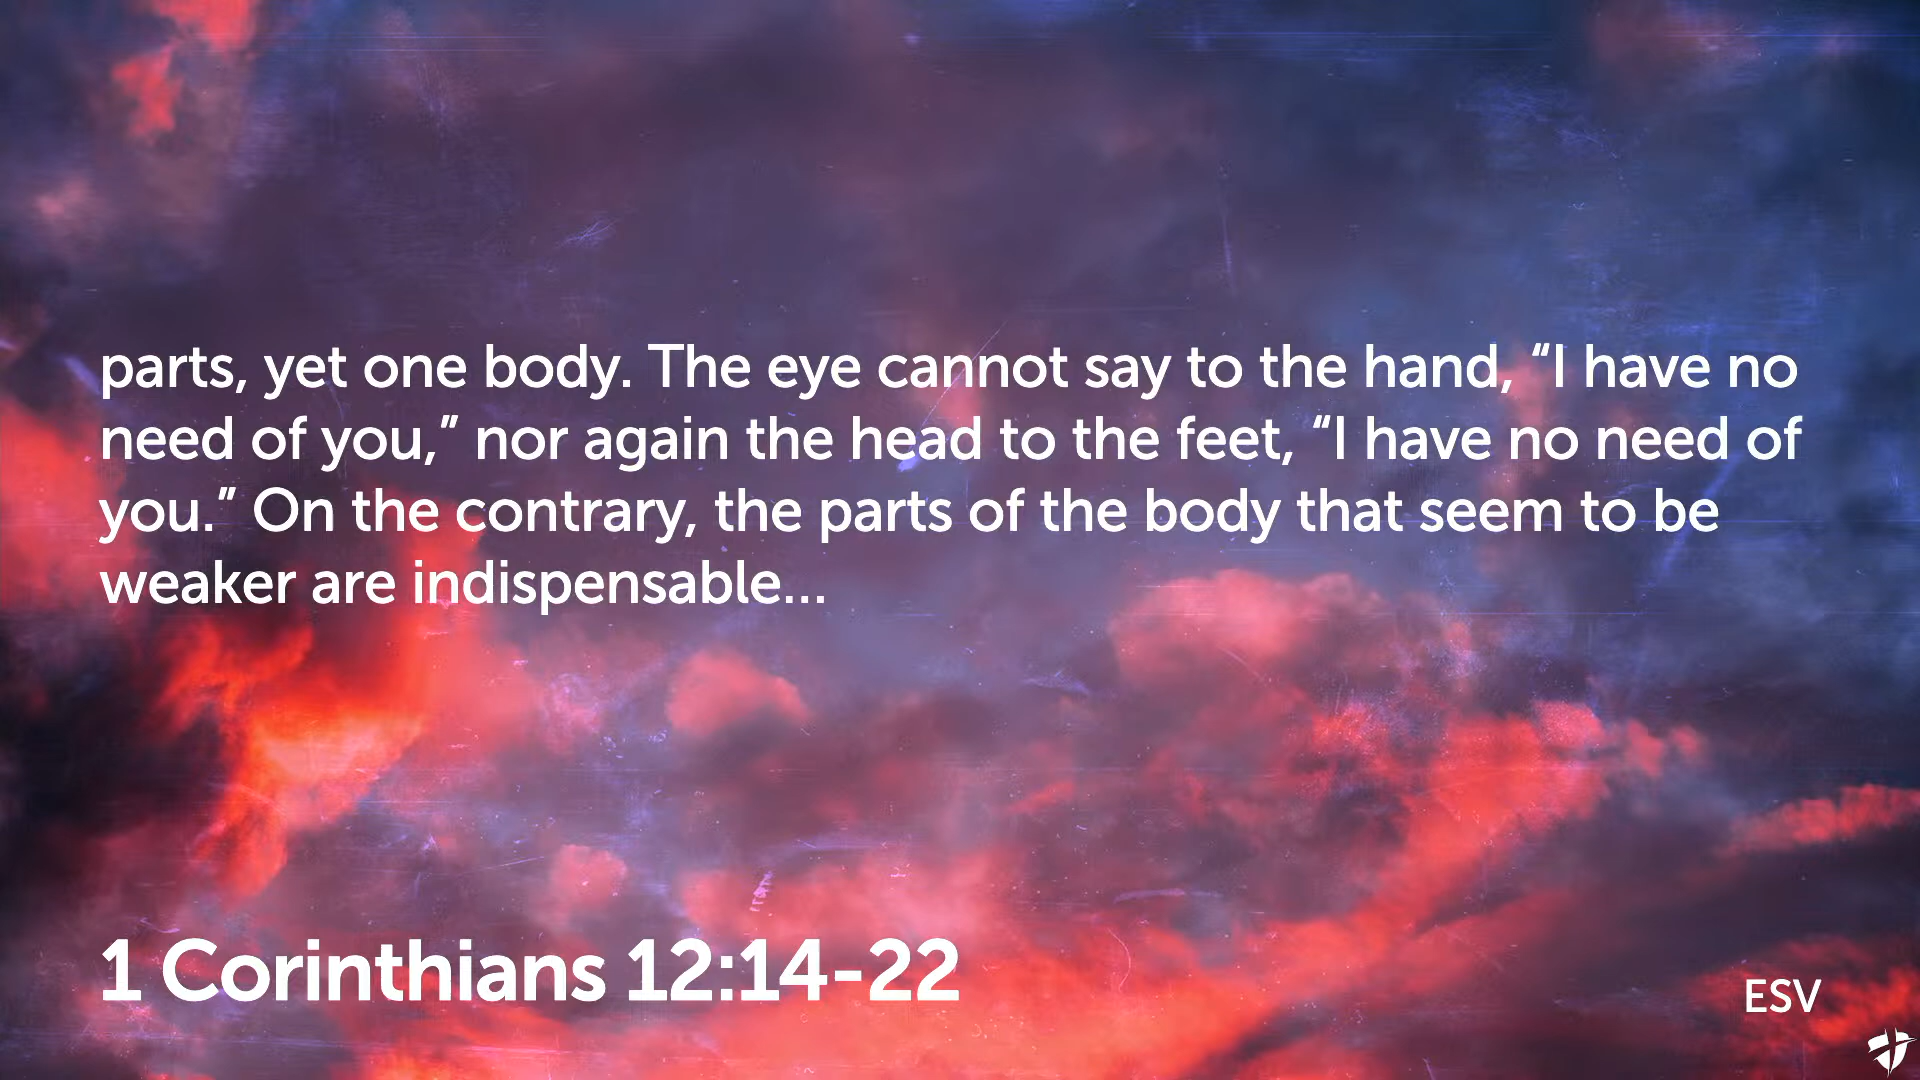 parts, yet one body. The eye cannot say to the hand, “I have no
need of you,” nor again the head to the feet, “I have no need of
you.” On the contrary, the parts of the body that seem to be
weaker are indispensable...
1 Corinthians 12:14-22
ESV